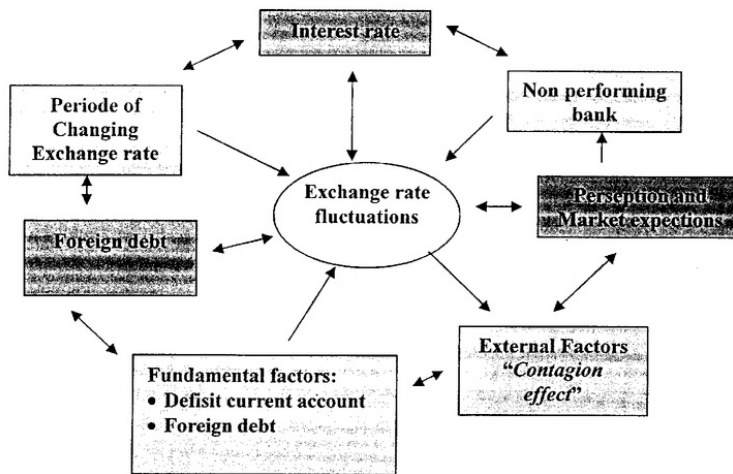 Interest rate
Periode of
Changing
Exchange rate
Non performing
bank
Exchange rate
fluctuations
Perseption and
Market expections
Foreign debt
External Factors
“Contagion
effect”
Fundamental factors:
• Defisit current account
• Foreign debt